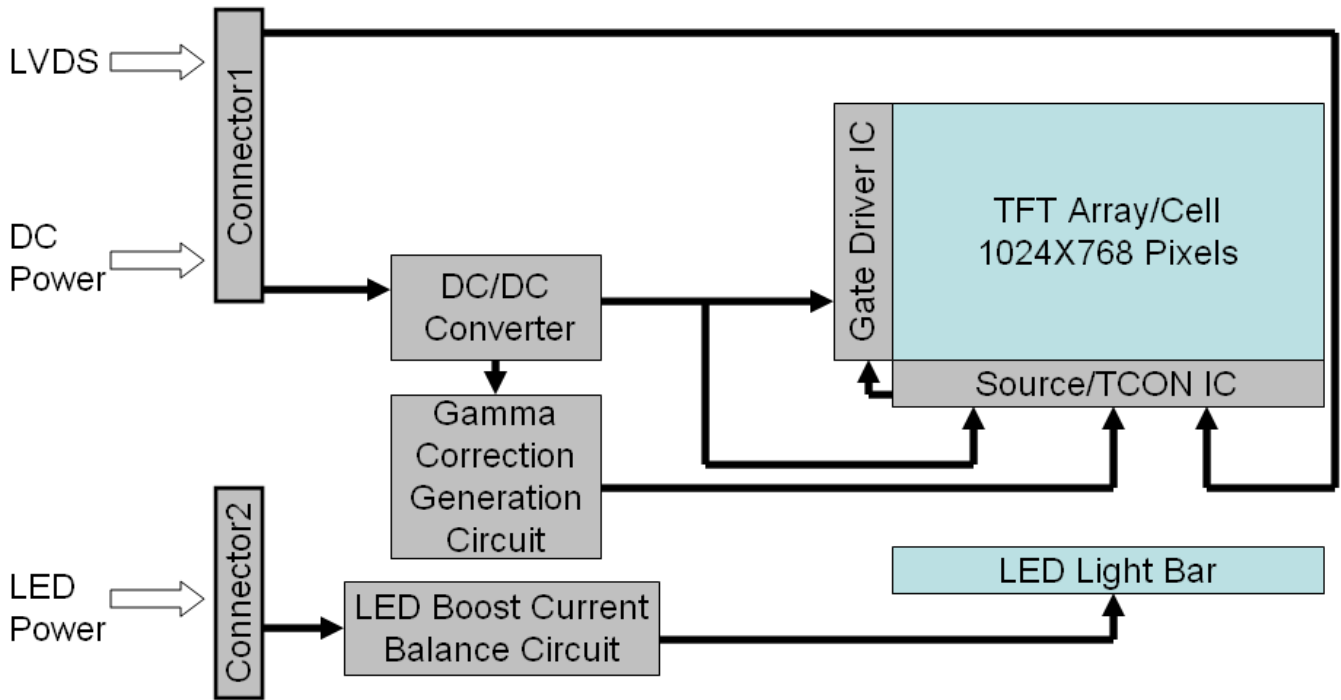 LVDS
Connector1
DC
Power
DC/DC
Converter
Gate Driver IC
TFT Array/Cell
1024X768 Pixels
Source/TCON IC
Gamma
Correction
Generation
Circuit
LED
Power
Connector2
LED Boost Current
Balance Circuit
LED Light Bar